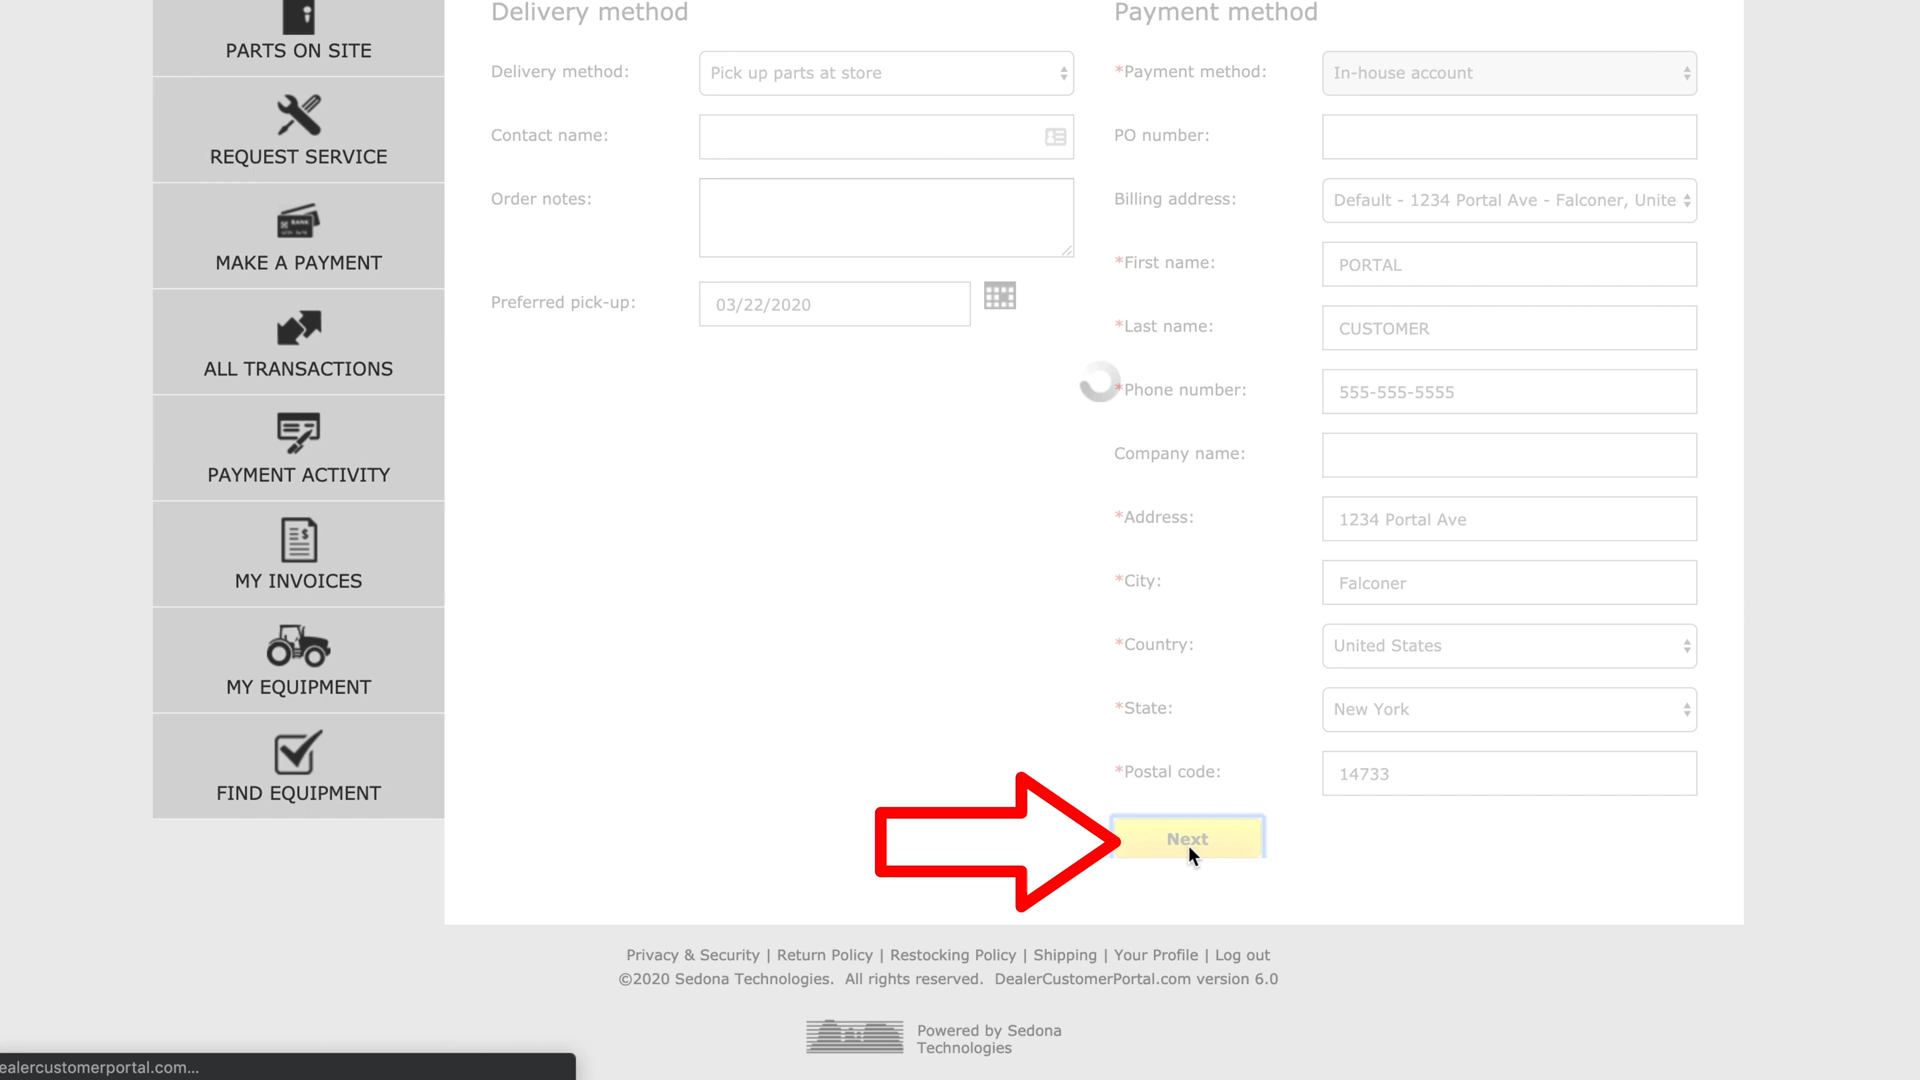 PARTS ON SITE
REQUEST SERVICE
MAKE A PAYMENT
ALL TRANSACTIONS
PAYMENT ACTIVITY
MY INVOICES
MY EQUIPMENT
FIND EQUIPMENT
Delivery method
Delivery method: Pick up parts at store
Contact name:
Order notes:
Preferred pick-up: 03/22/2020
Payment method
*Payment method: In-house account
PO number:
Billing address: Default - 1234 Portal Ave - Falconer, Unite
*First name: PORTAL
*Last name: CUSTOMER
*Phone number: 555-555-5555
Company name:
*Address: 1234 Portal Ave
*City: Falconer
*Country: United States
*State: New York
*Postal code: 14733
Next
Privacy & Security | Return Policy | Restocking Policy | Shipping | Your Profile | Log out
©2020 Sedona Technologies. All rights reserved. DealerCustomerPortal.com version 6.0
Powered by Sedona
Technologies
ealercustomerportal.com...